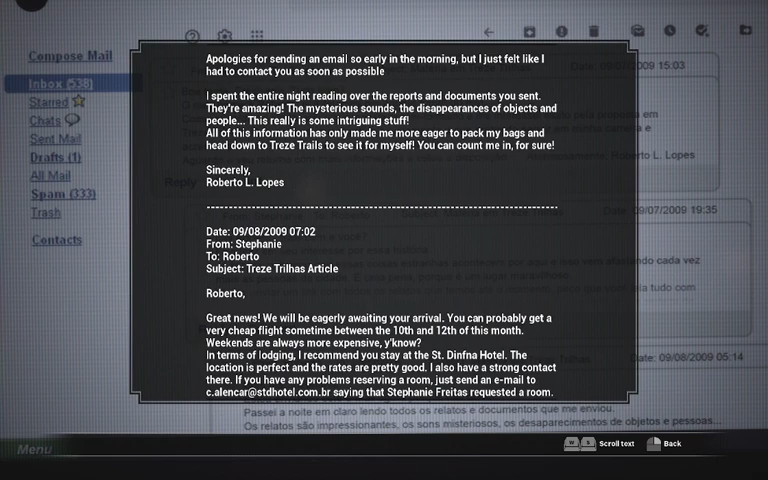 Compose Mail
Inbox (538)
Starred
Chats
Sent Mail
Drafts (1)
All Mail
Spam (333)
Trash
Contacts
Apologies for sending an email so early in the morning, but I just felt like I
had to contact you as soon as possible
I spent the entire night reading over the reports and documents you sent.
They're amazing! The mysterious sounds, the disappearances of objects and
people... This really is some intriguing stuff!
All of this information has only made me more eager to pack my bags and
head down to Treze Trails to see it for myself! You can count me in, for sure!
Sincerely,
Roberto L. Lopes
Date: 09/08/2009 07:02
From: Stephanie
To: Roberto
Subject: Treze Trilhas Article
Roberto,
Great news! We will be eagerly awaiting your arrival. You can probably get a
very cheap flight sometime between the 10th and 12th of this month.
Weekends are always more expensive, y'know?
In terms of lodging, I recommend you stay at the St. Dinfna Hotel. The
location is perfect and the rates are pretty good. I also have a strong contact
there. If you have any problems reserving a room, just send an e-mail to
c.alencar@stdhotel.com.br saying that Stephanie Freitas requested a room.
2009 15:03
Roberto L. Lopes
09/07/2009 19:35
cada vez
tudo com
Date: 09/08/2009 05:14
Passei a noite em claro lendo todos os relatos e documentos que me enviou.
Os relatos são impressionantes, os sons misteriosos, os desaparecimentos de objetos e pessoas...
Menu
W S Scroll text
Back